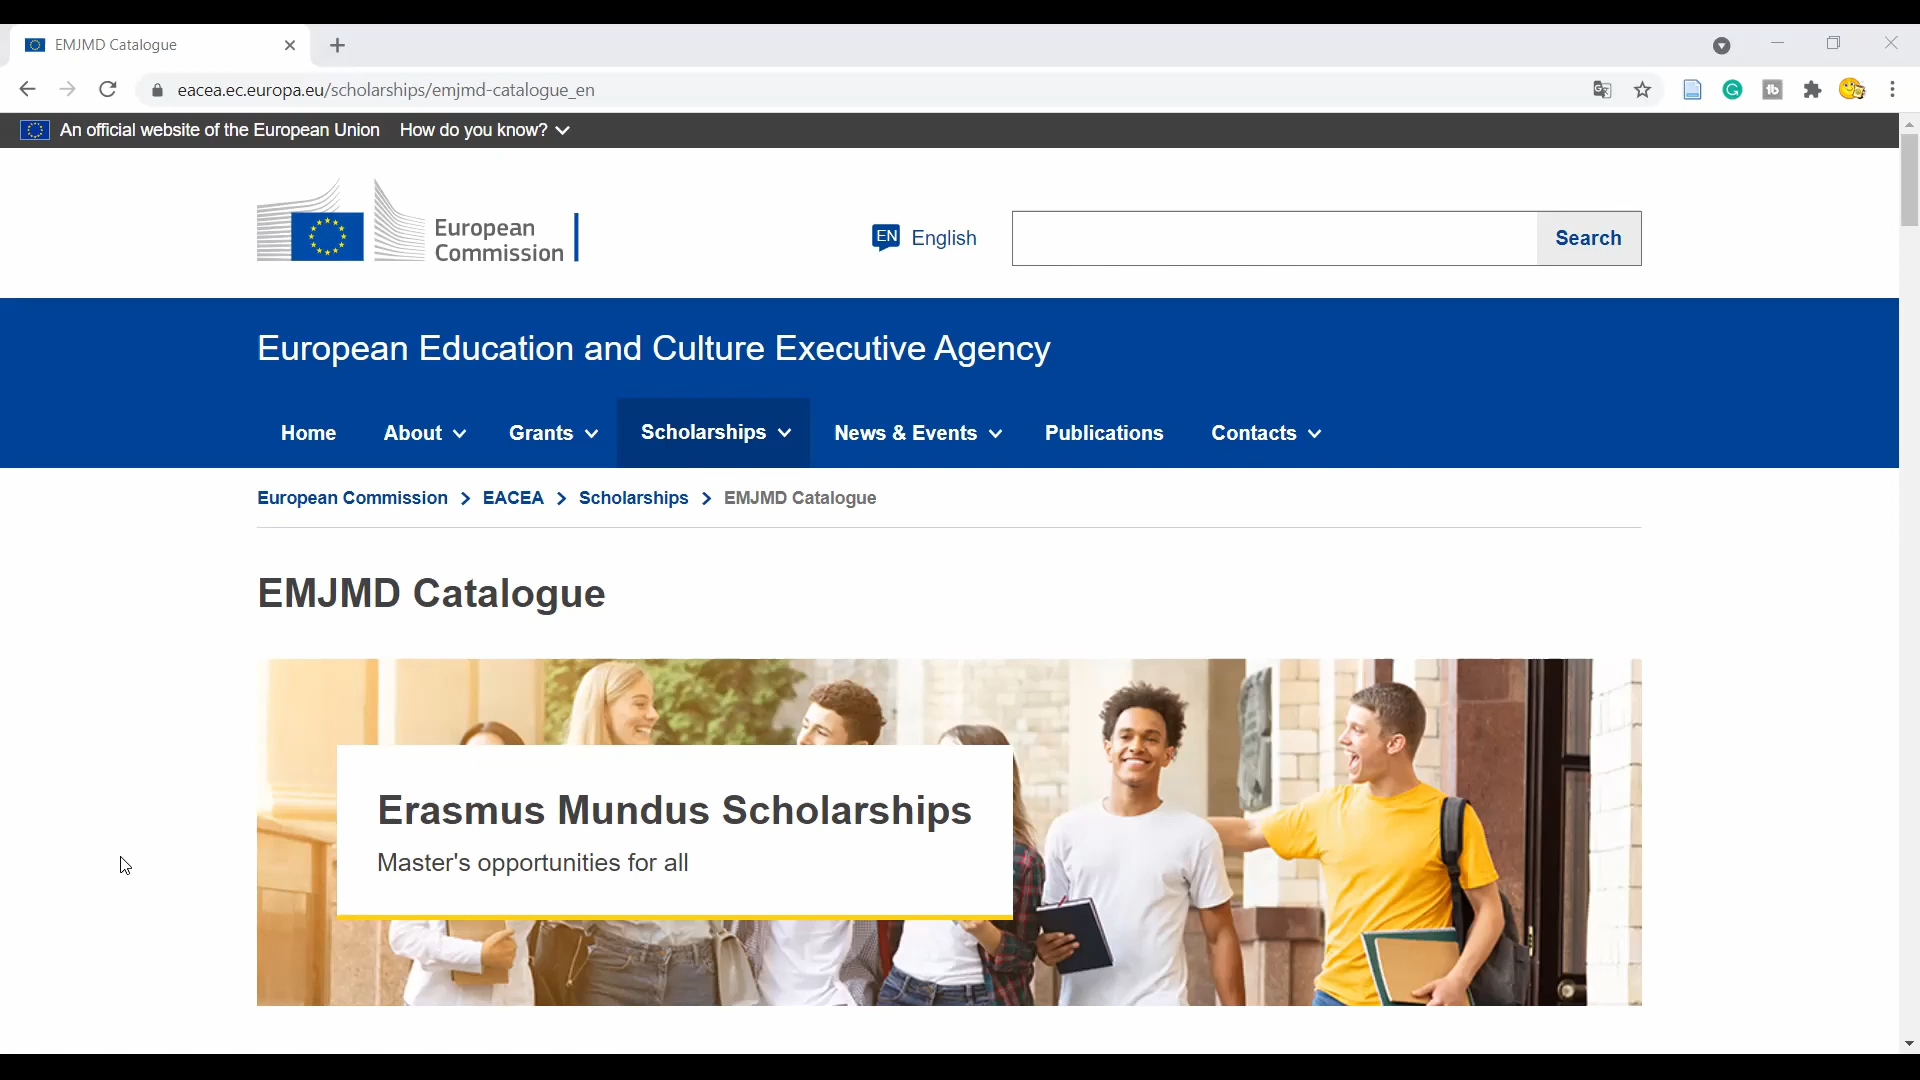 EMJMD Catalogue
eacea.ec.europa.eu/scholarships/emjmd-catalogue_en
An official website of the European Union How do you know?
European
Commission
EN English
Search
European Education and Culture Executive Agency
Home About Grants Scholarships News & Events Publications Contacts
European Commission > EACEA > Scholarships > EMJMD Catalogue
EMJMD Catalogue
Erasmus Mundus Scholarships
Master's opportunities for all